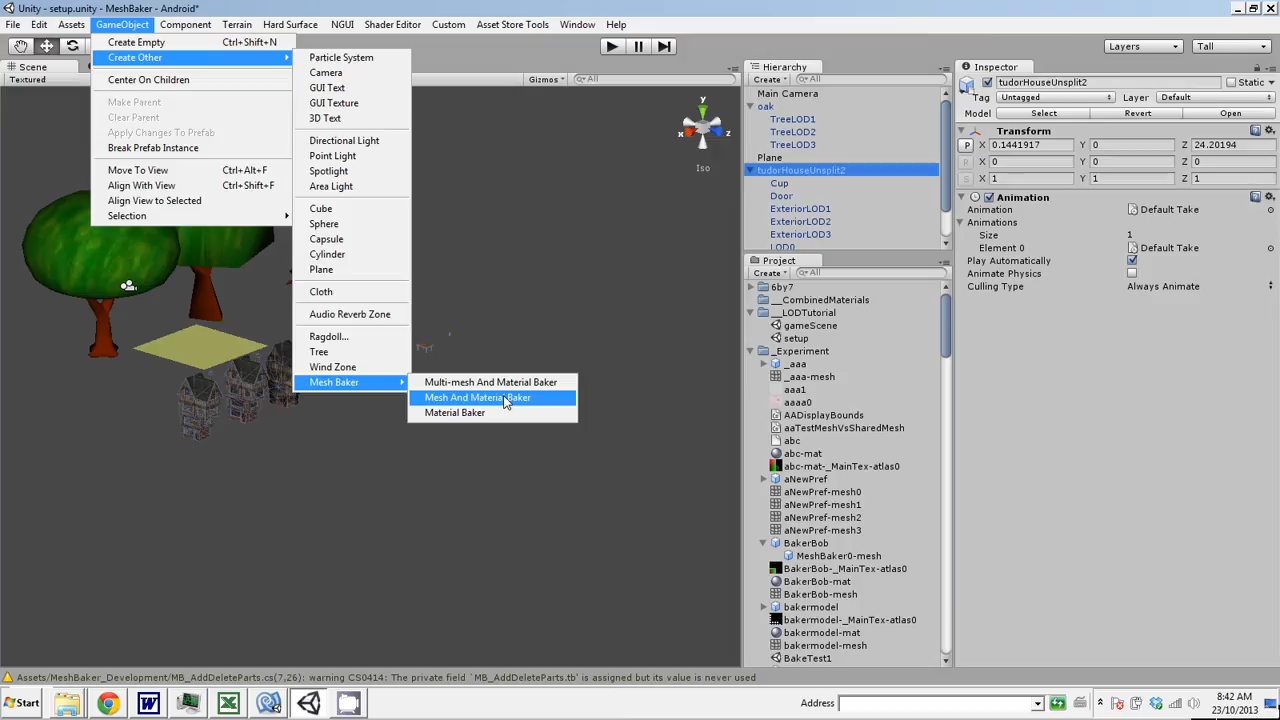 Unity - setup.unity - MeshBaker - Android*
File Edit Assets GameObject Component Terrain Hard Surface NGUI Shader Editor Custom Asset Store Tools Window Help
Layers Tall
Scene
Textured Gizmos All
Create Empty Ctrl+Shift+N
Create Other
Center On Children
Make Parent
Clear Parent
Apply Changes To Prefab
Break Prefab Instance
Move To View Ctrl+Alt+F
Align With View Ctrl+Shift+F
Align View to Selected
Selection
Particle System
Camera
GUI Text
GUI Texture
3D Text
Directional Light
Point Light
Spotlight
Area Light
Cube
Sphere
Capsule
Cylinder
Plane
Cloth
Audio Reverb Zone
Ragdoll...
Tree
Wind Zone
Mesh Baker
Multi-mesh And Material Baker
Mesh And Material Baker
Material Baker
y
x z
Iso
Hierarchy
Create All
Main Camera
oak
TreeLOD1
TreeLOD2
TreeLOD3
Plane
tudorHouseUnsplit2
Cup
Door
ExteriorLOD1
ExteriorLOD2
ExteriorLOD3
LOD0
Project
Create All
6by7
__CombinedMaterials
__LODTutorial
gameScene
setup
_Experiment
_aaa
_aaa-mesh
aaa1
aaaa0
AADisplayBounds
aaTestMeshVsSharedMesh
abc
abc-mat
abc-mat-_MainTex-atlas0
aNewPref
aNewPref-mesh0
aNewPref-mesh1
aNewPref-mesh2
aNewPref-mesh3
BakerBob
MeshBaker0-mesh
BakerBob-_MainTex-atlas0
BakerBob-mat
BakerBob-mesh
bakermodel
bakermodel-_MainTex-atlas0
bakermodel-mat
bakermodel-mesh
BakeTest1
Inspector
tudorHouseUnsplit2 Static
Tag Untagged Layer Default
Model Select Revert Open
Transform
P X 0.1441917 Y 0 Z 24.20194
R X 0 Y 0 Z 0
S X 1 Y 1 Z 1
Animation
Animation Default Take
Animations
Size 1
Element 0 Default Take
Play Automatically
Animate Physics
Culling Type Always Animate
Assets/MeshBaker_Development/MB_AddDeleteParts.cs(7,26): warning CS0414: The private field `MB_AddDeleteParts.tb' is assigned but its value is never used
Start Address 8:42 AM
23/10/2013